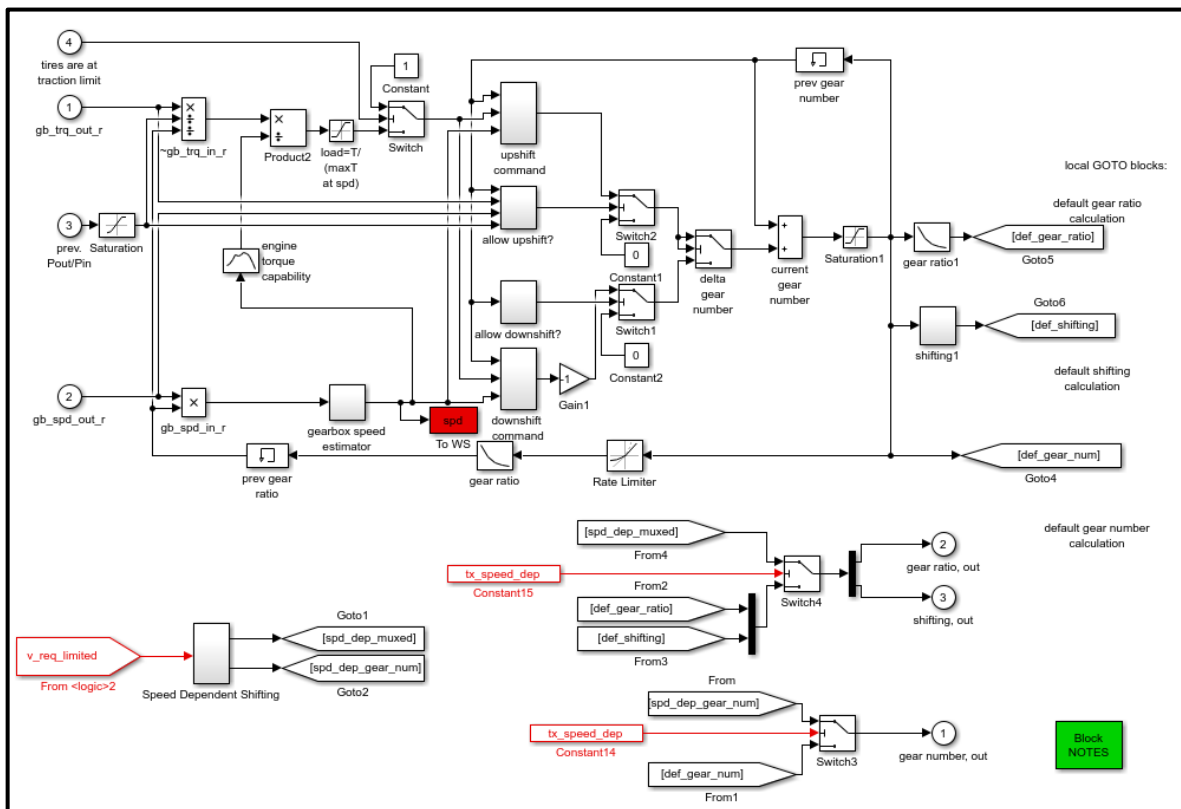 4
tires are at
traction limit
1
Constant
prev gear
number
1
gb_trq_out_r
×
÷
÷
~gb_trq_in_r
×
÷
Product2
load=T/
(maxT
at spd)
Switch
upshift
command
local GOTO blocks:
3
prev.
Pout/Pin
Saturation
allow upshift?
Switch2
0
Constant1
+
+
current
gear
number
Saturation1
gear ratio1
default gear ratio
calculation
[def_gear_ratio]
Goto5
engine
torque
capability
delta
gear
number
allow downshift?
Switch1
0
Constant2
Goto6
[def_shifting]
shifting1
default shifting
calculation
2
gb_spd_out_r
×
gb_spd_in_r
gearbox speed
estimator
spd
To WS
downshift
command
-1
Gain1
prev gear
ratio
gear ratio
Rate Limiter
[def_gear_num]
Goto4
[spd_dep_muxed]
From4
default gear number
calculation
tx_speed_dep
Constant15
From2
[def_gear_ratio]
[def_shifting]
From3
Switch4
2
gear ratio, out
3
shifting, out
Goto1
[spd_dep_muxed]
v_req_limited
From <logic>2
Speed Dependent Shifting
[spd_dep_gear_num]
Goto2
From
[spd_dep_gear_num]
tx_speed_dep
Constant14
[def_gear_num]
From1
Switch3
1
gear number, out
Block
NOTES